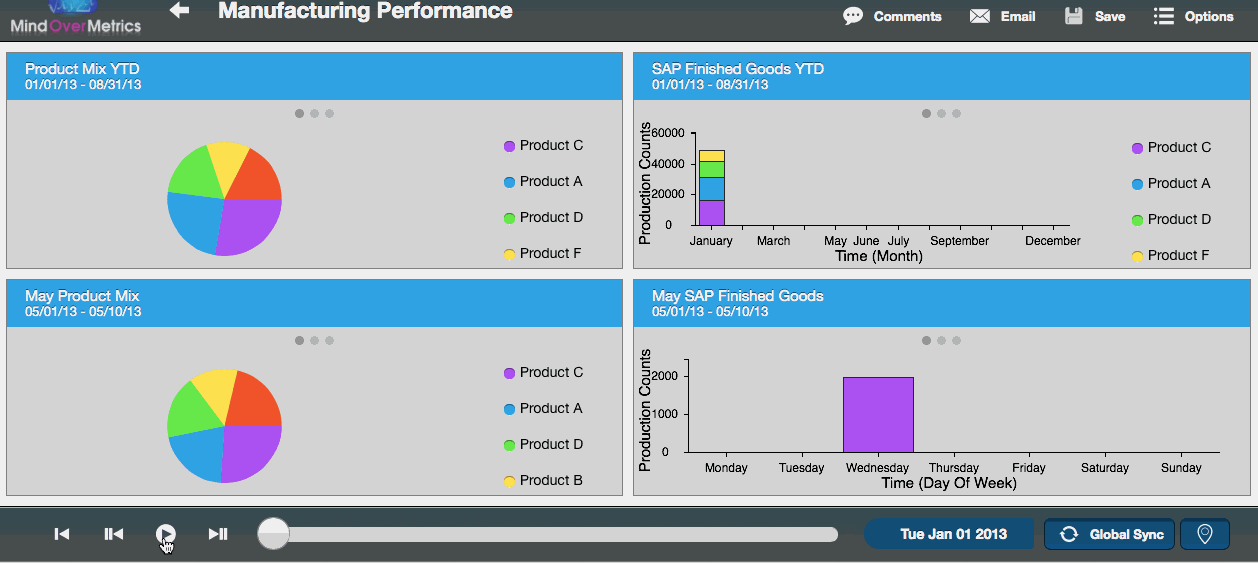 MindOverMetrics
Manufacturing Performance
Comments
Email
Save
Options
Product Mix YTD
01/01/13 - 08/31/13
Product C
Product A
Product D
Product F
SAP Finished Goods YTD
01/01/13 - 08/31/13
Production Counts
60000
40000
20000
0
January March May June July September December
Time (Month)
Product C
Product A
Product D
Product F
May Product Mix
05/01/13 - 05/10/13
Product C
Product A
Product D
Product B
May SAP Finished Goods
05/01/13 - 05/10/13
Production Counts
2000
1000
0
Monday Tuesday Wednesday Thursday Friday Saturday Sunday
Time (Day Of Week)
Tue Jan 01 2013
Global Sync